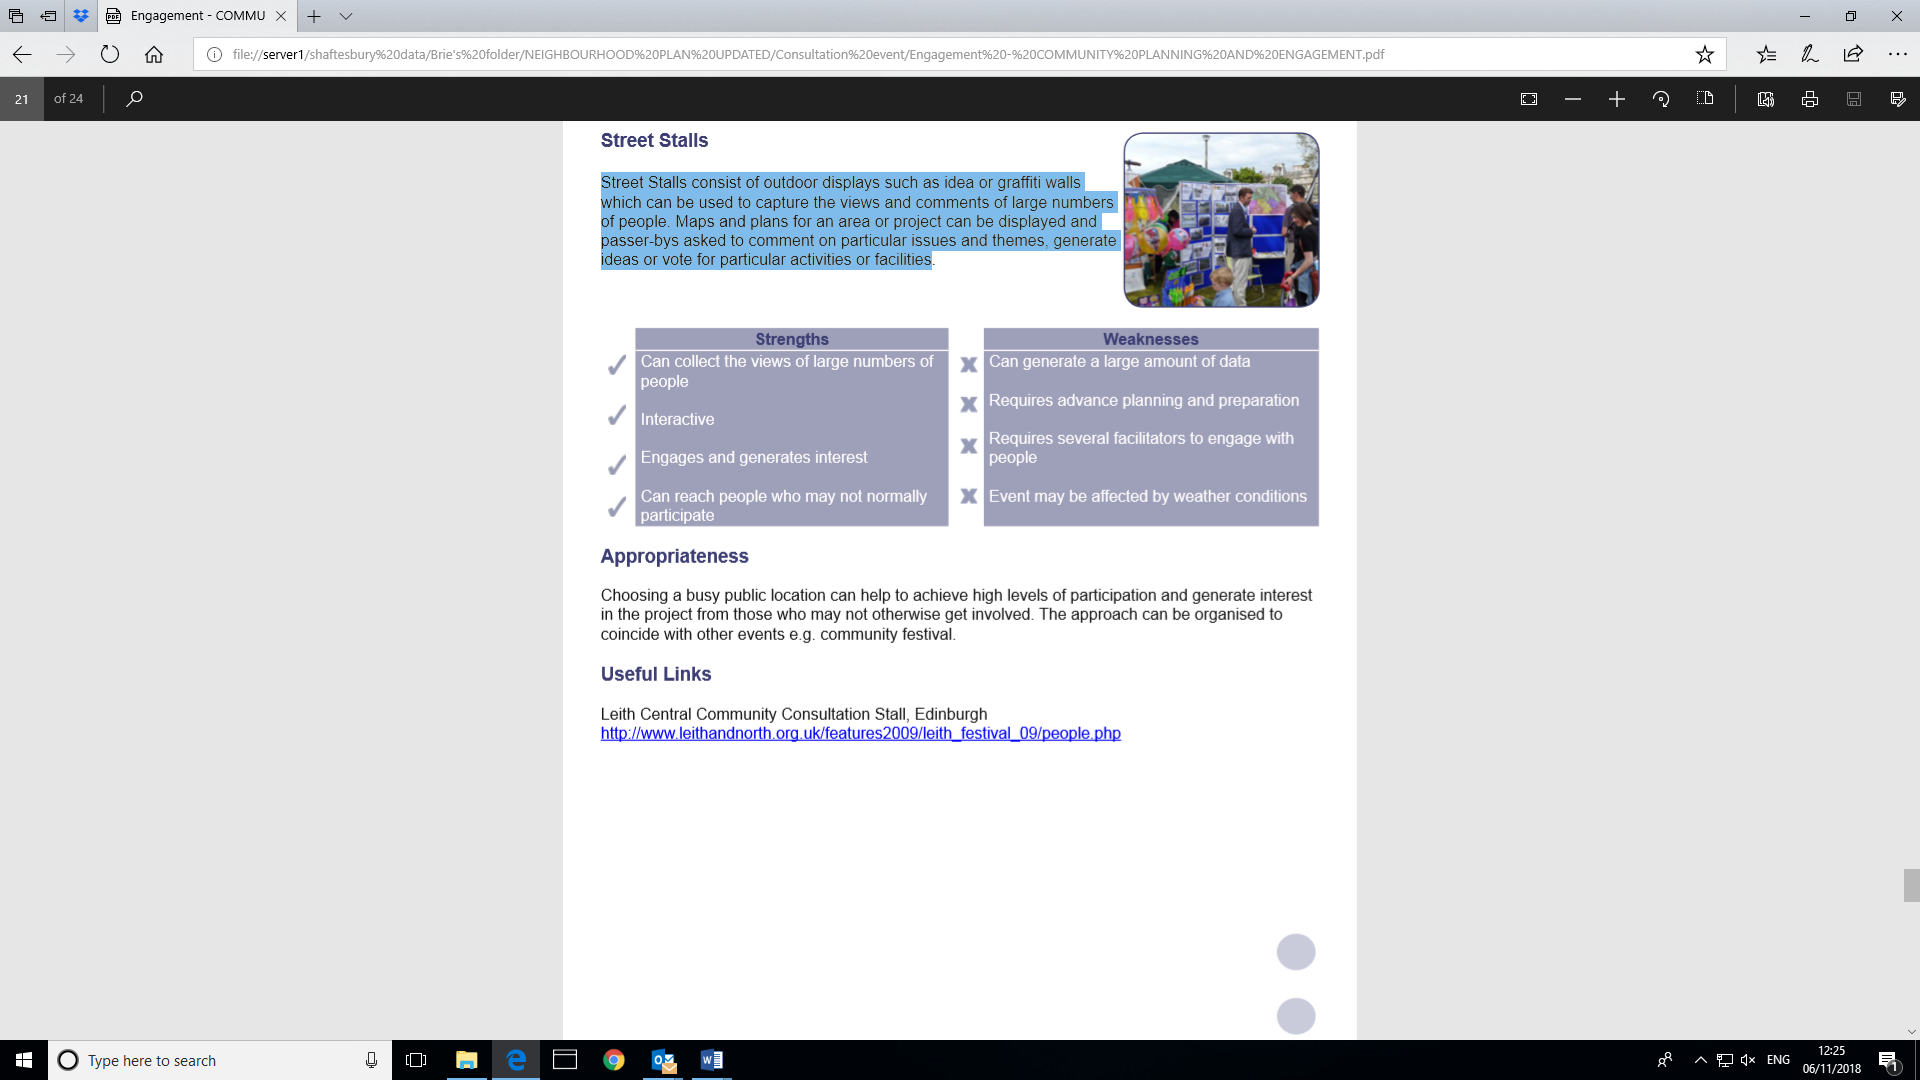 Engagement - COMMU
file://server1/shaftesbury%20data/Brie's%20folder/NEIGHBOURHOOD%20PLAN%20UPDATED/Consultation%20event/Engagement%20-%20COMMUNITY%20PLANNING%20AND%20ENGAGEMENT.pdf
21 of 24
Street Stalls
Street Stalls consist of outdoor displays such as idea or graffiti walls
which can be used to capture the views and comments of large numbers
of people. Maps and plans for an area or project can be displayed and
passer-bys asked to comment on particular issues and themes, generate
ideas or vote for particular activities or facilities.
Strengths
Can collect the views of large numbers of
people
Interactive
Engages and generates interest
Can reach people who may not normally
participate
Weaknesses
Can generate a large amount of data
Requires advance planning and preparation
Requires several facilitators to engage with
people
Event may be affected by weather conditions
Appropriateness
Choosing a busy public location can help to achieve high levels of participation and generate interest
in the project from those who may not otherwise get involved. The approach can be organised to
coincide with other events e.g. community festival.
Useful Links
Leith Central Community Consultation Stall, Edinburgh
http://www.leithandnorth.org.uk/features2009/leith_festival_09/people.php
Type here to search
ENG
12:25
06/11/2018
1